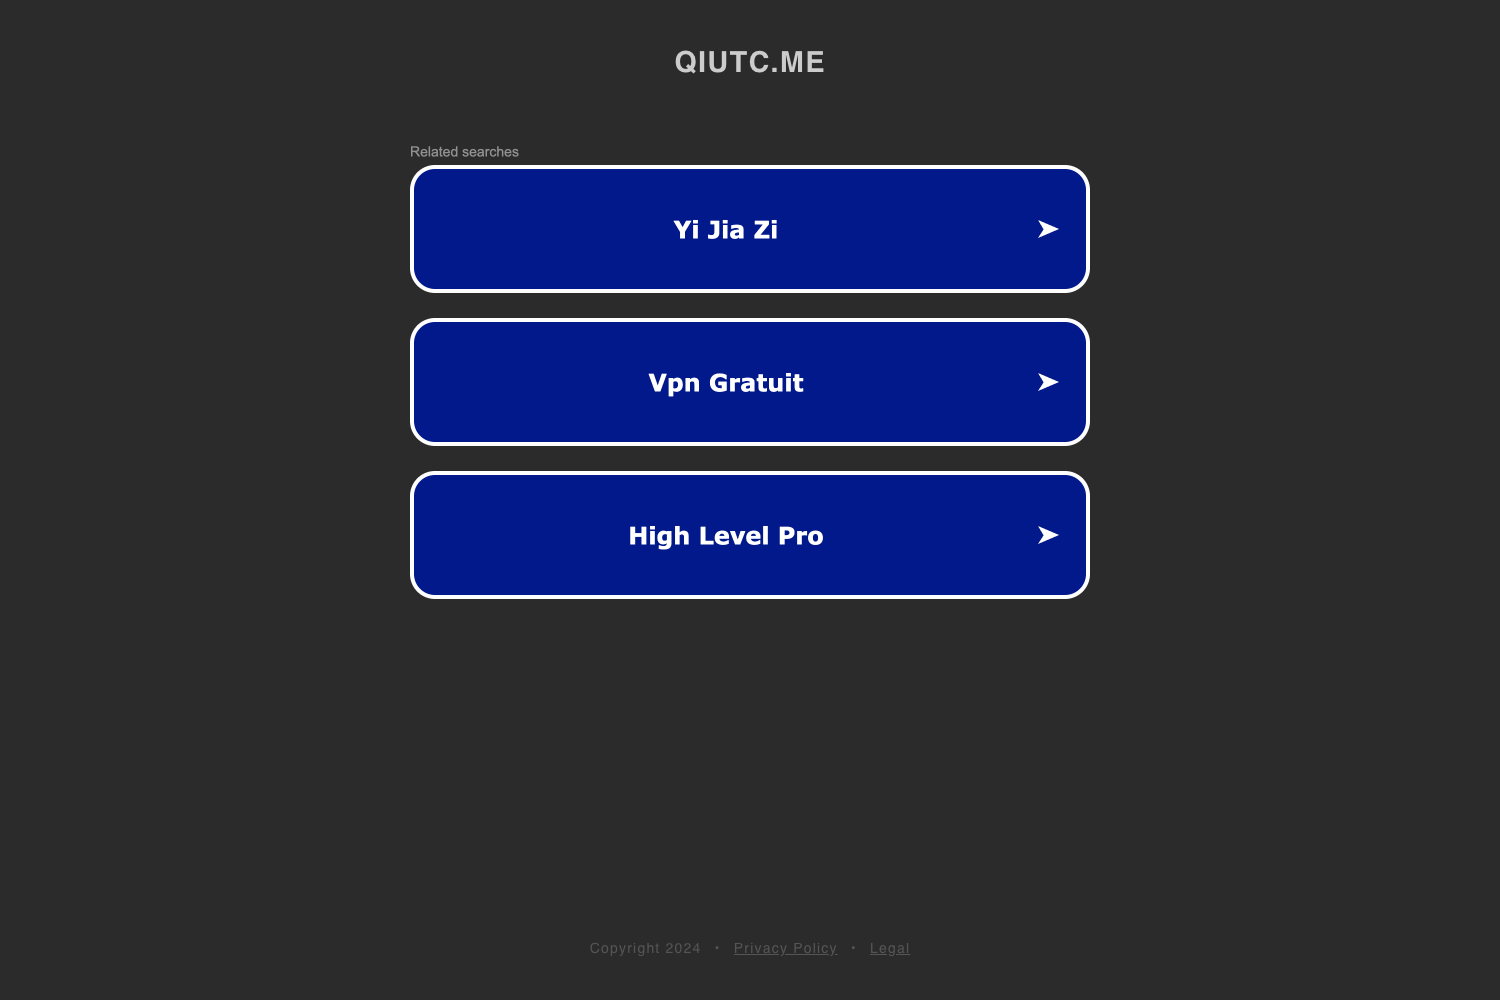 QIUTC.ME
Related searches
Yi Jia Zi
Vpn Gratuit
High Level Pro
Copyright 2024 • Privacy Policy • Legal